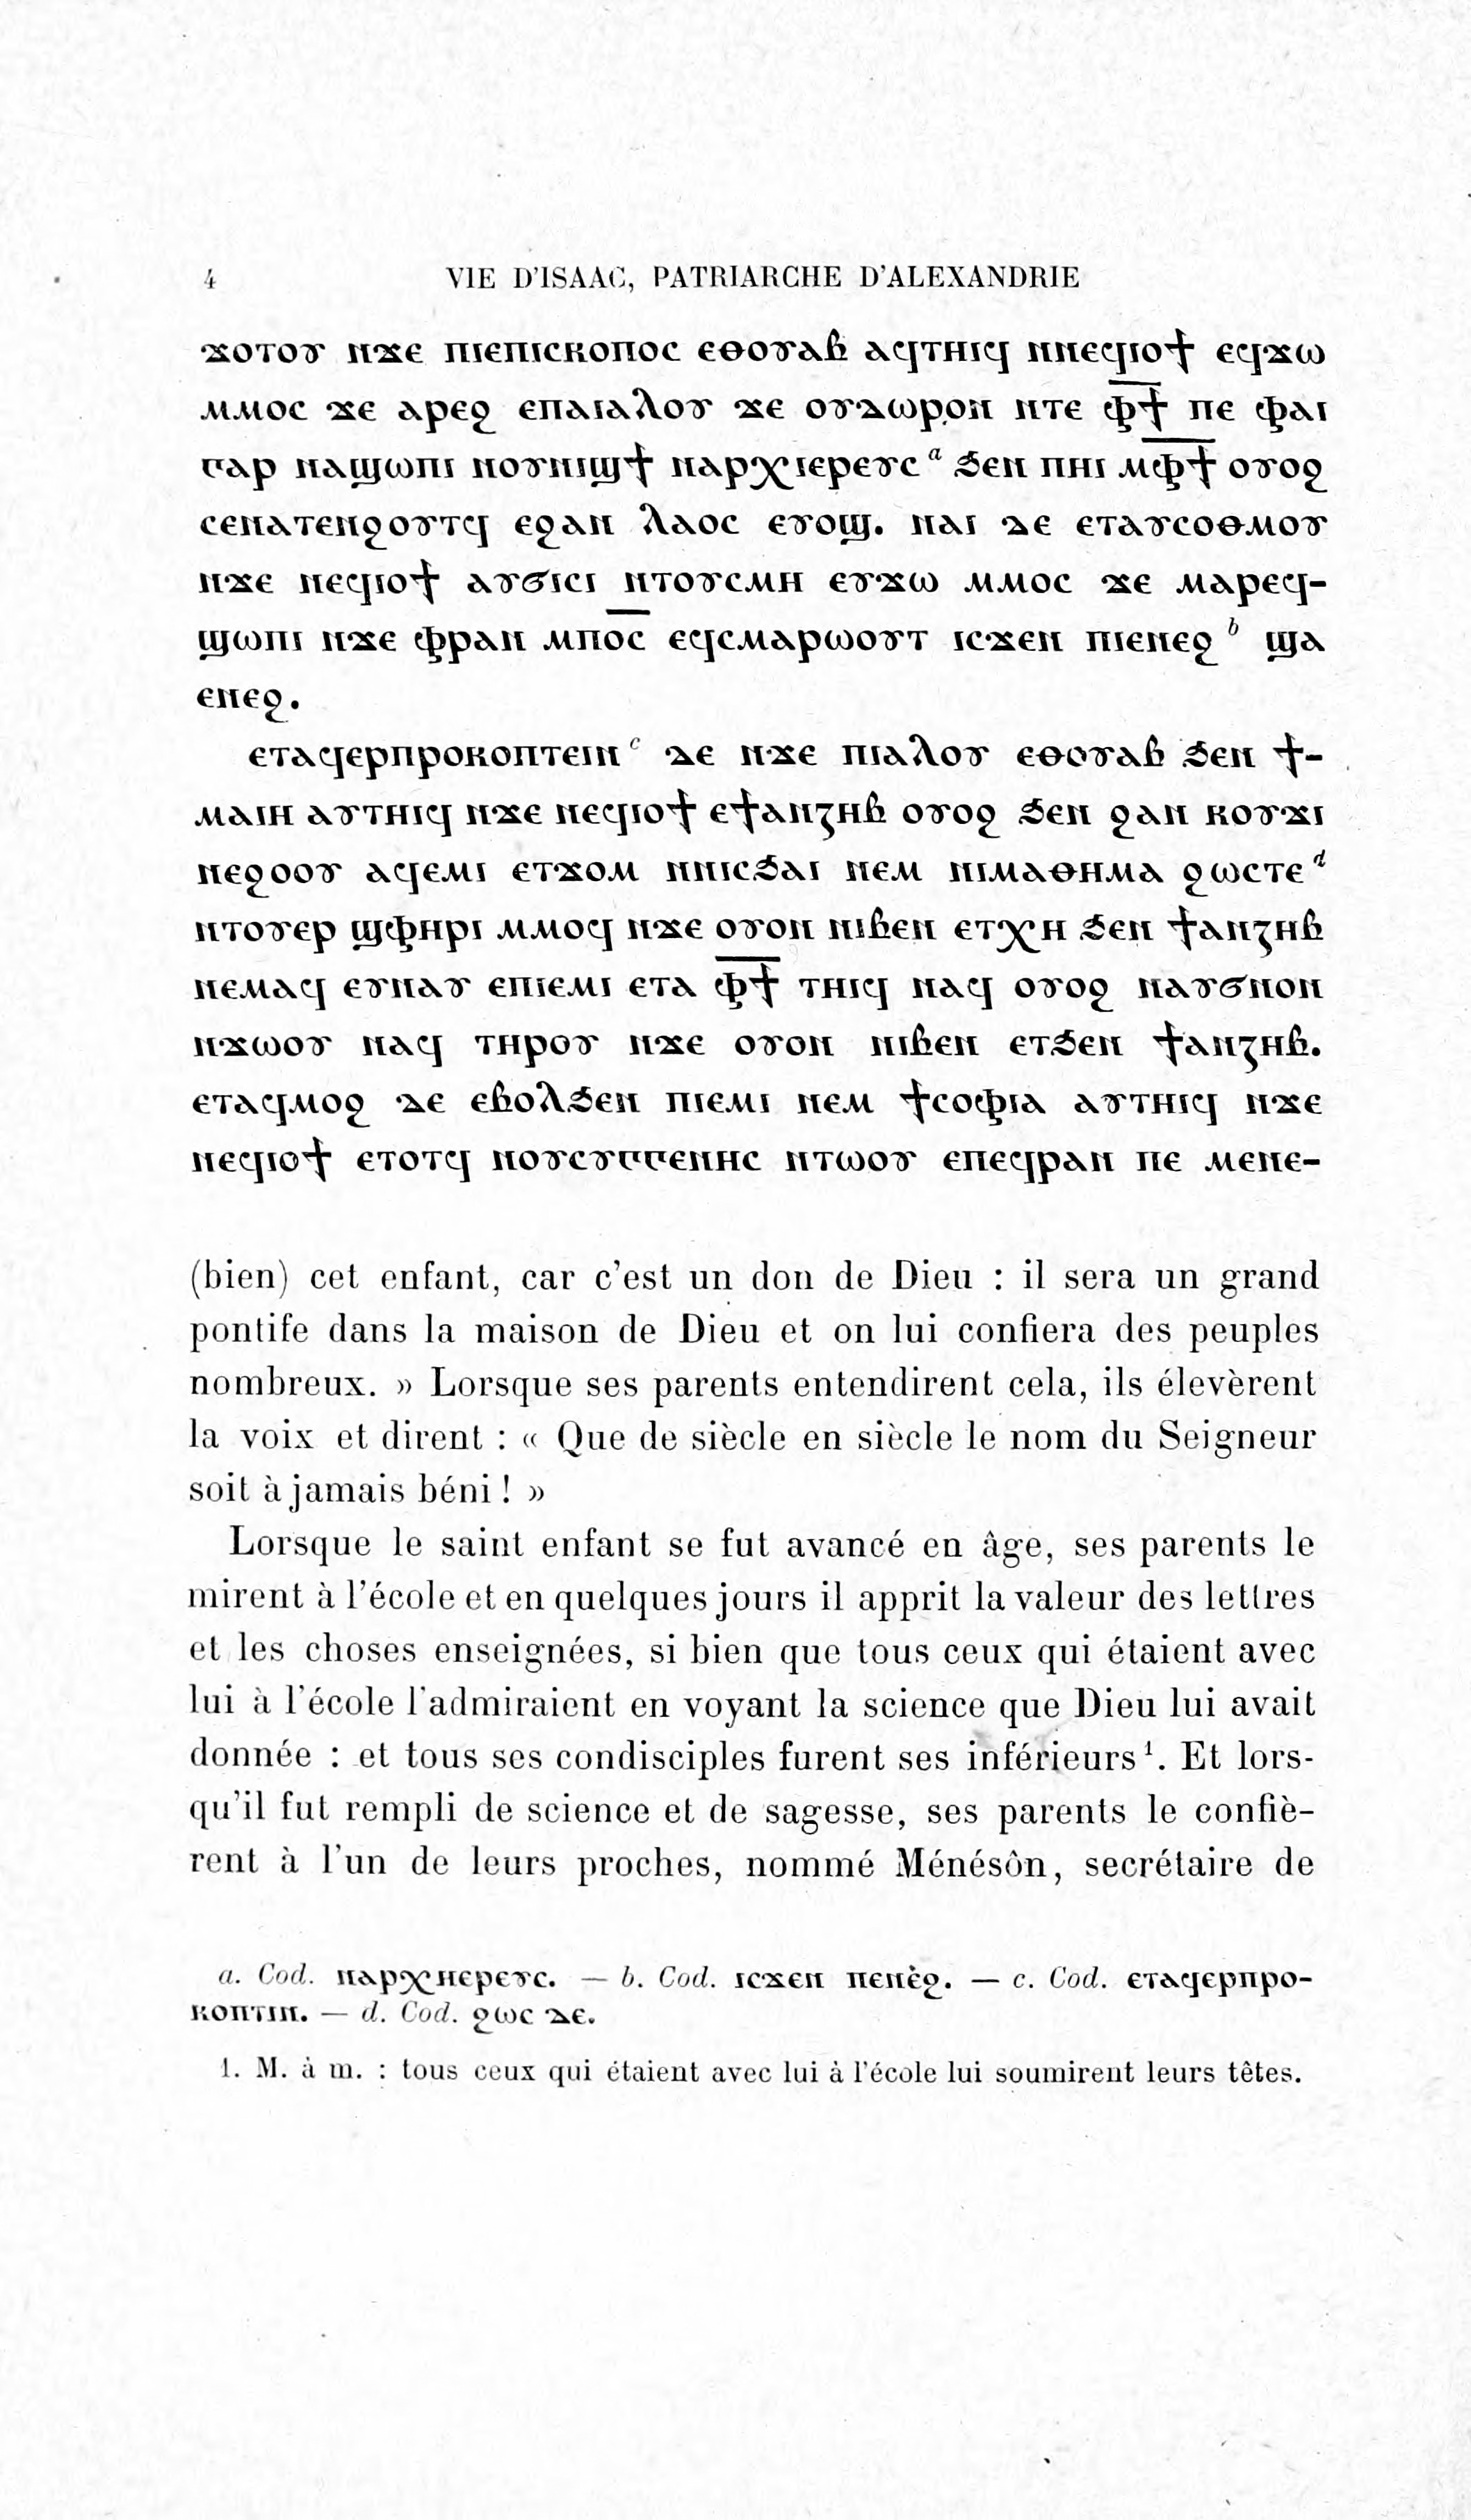 4 VIE D'ISAAC, PATRIARCHE D'ALEXANDRIE
ϫⲟⲧⲟⲩ ⲛϫⲉ ⲡⲓⲉⲡⲓⲥⲕⲟⲡⲟⲥ ⲉⲑⲟⲩⲁⲃ ⲁϥⲧⲏⲓϥ ⲛⲛⲉϥⲓⲟϯ ⲉϥϫⲱ
ⲙⲙⲟⲥ ϫⲉ ⲁⲣⲉϩ ⲉⲡⲁⲓⲁⲗⲟⲩ ϫⲉ ⲟⲩⲇⲱⲣⲟⲛ ⲛⲧⲉ ⲫ̅ϯ̅ ⲡⲉ ⲫⲁⲓ
ⲅⲁⲣ ⲛⲁϣⲱⲡⲓ ⲛⲟⲩⲛⲓϣϯ ⲛⲁⲣⲭⲓⲉⲣⲉⲩⲥ a ϧⲉⲛ ⲡⲏⲓ ⲙⲫ̅ϯ̅ ⲟⲩⲟϩ
ⲥⲉⲛⲁⲧⲉⲛϩⲟⲩⲧϥ ⲉϩⲁⲛ ⲗⲁⲟⲥ ⲉⲩⲟϣ. ⲛⲁⲓ ⲇⲉ ⲉⲧⲁⲩⲥⲟⲑⲙⲟⲩ
ⲛϫⲉ ⲛⲉϥⲓⲟϯ ⲁⲩϭⲓⲥⲓ ⲛⲧⲟⲩⲥⲙⲏ ⲉⲩϫⲱ ⲙⲙⲟⲥ ϫⲉ ⲙⲁⲣⲉϥ-
ϣⲱⲡⲓ ⲛϫⲉ ⲫⲣⲁⲛ ⲙⲡⲟ̅ⲥ̅ ⲉϥⲥⲙⲁⲣⲱⲟⲩⲧ ⲓⲥϫⲉⲛ ⲡⲓⲉⲛⲉϩ b ϣⲁ
ⲉⲛⲉϩ.
ⲉⲧⲁϥⲉⲣⲡⲣⲟⲕⲟⲡⲧⲉⲓⲛ c ⲇⲉ ⲛϫⲉ ⲡⲓⲁⲗⲟⲩ ⲉⲑⲟⲩⲁⲃ ϧⲉⲛ ϯ-
ⲙⲁⲓⲏ ⲁⲩⲧⲏⲓϥ ⲛϫⲉ ⲛⲉϥⲓⲟϯ ⲉϯⲁⲛⲍⲏⲃ ⲟⲩⲟϩ ϧⲉⲛ ϩⲁⲛ ⲕⲟⲩϫⲓ
ⲛⲉϩⲟⲟⲩ ⲁϥⲉⲙⲓ ⲉⲧϫⲟⲙ ⲛⲛⲓⲥϧⲁⲓ ⲛⲉⲙ ⲛⲓⲙⲁⲑⲏⲙⲁ ϩⲱⲥⲧⲉ d
ⲛⲧⲟⲩⲉⲣ ϣⲫⲏⲣⲓ ⲙⲙⲟϥ ⲛϫⲉ ⲟⲩⲟⲛ ⲛⲓⲃⲉⲛ ⲉⲧⲭⲏ ϧⲉⲛ ϯⲁⲛⲍⲏⲃ
ⲛⲉⲙⲁϥ ⲉⲩⲛⲁⲩ ⲉⲡⲓⲉⲙⲓ ⲉⲧⲁ ⲫ̅ϯ̅ ⲧⲏⲓϥ ⲛⲁϥ ⲟⲩⲟϩ ⲛⲁⲩϭⲛⲟⲛ
ⲛϫⲱⲟⲩ ⲛⲁϥ ⲧⲏⲣⲟⲩ ⲛϫⲉ ⲟⲩⲟⲛ ⲛⲓⲃⲉⲛ ⲉⲧϧⲉⲛ ϯⲁⲛⲍⲏⲃ.
ⲉⲧⲁϥⲙⲟϩ ⲇⲉ ⲉⲃⲟⲗϧⲉⲛ ⲡⲓⲉⲙⲓ ⲛⲉⲙ ϯⲥⲟⲫⲓⲁ ⲁⲩⲧⲏⲓϥ ⲛϫⲉ
ⲛⲉϥⲓⲟϯ ⲉⲧⲟⲧϥ ⲛⲟⲩⲥⲩⲅⲅⲉⲛⲏⲥ ⲛⲧⲱⲟⲩ ⲉⲡⲉϥⲣⲁⲛ ⲡⲉ ⲙⲉⲛⲉ-
(bien) cet enfant, car c'est un don de Dieu : il sera un grand
pontife dans la maison de Dieu et on lui confiera des peuples
nombreux. » Lorsque ses parents entendirent cela, ils élevèrent
la voix et dirent : « Que de siècle en siècle le nom du Seigneur
soit à jamais béni ! »
Lorsque le saint enfant se fut avancé en âge, ses parents le
mirent à l'école et en quelques jours il apprit la valeur des lettres
et les choses enseignées, si bien que tous ceux qui étaient avec
lui à l'école l'admiraient en voyant la science que Dieu lui avait
donnée : et tous ses condisciples furent ses inférieurs¹. Et lors-
qu'il fut rempli de science et de sagesse, ses parents le confiè-
rent à l'un de leurs proches, nommé Ménésôn, secrétaire de
a. Cod. ⲛⲁⲣⲭⲏⲉⲣⲉⲩⲥ. — b. Cod. ⲓⲥϫⲉⲛ ⲡⲉⲛⲉ̀ϩ. — c. Cod. ⲉⲧⲁϥⲉⲣⲡⲣⲟ-
ⲕⲟⲡⲧⲓⲛ. — d. Cod. ϩⲱⲥ ⲇⲉ.
1. M. à m. : tous ceux qui étaient avec lui à l'école lui soumirent leurs têtes.